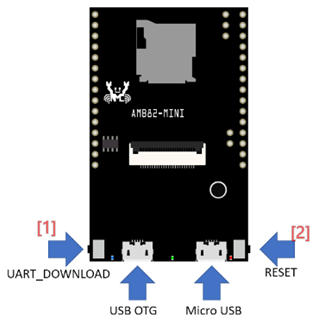 AMB82-MINI
[1]
[2]
UART_DOWNLOAD
RESET
USB OTG
Micro USB